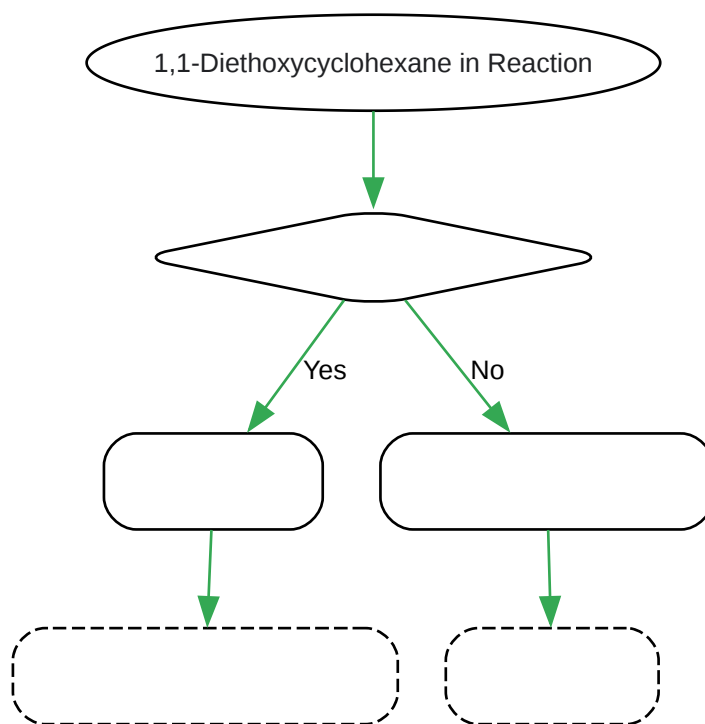 1,1-Diethoxycyclohexane in Reaction
Yes
No